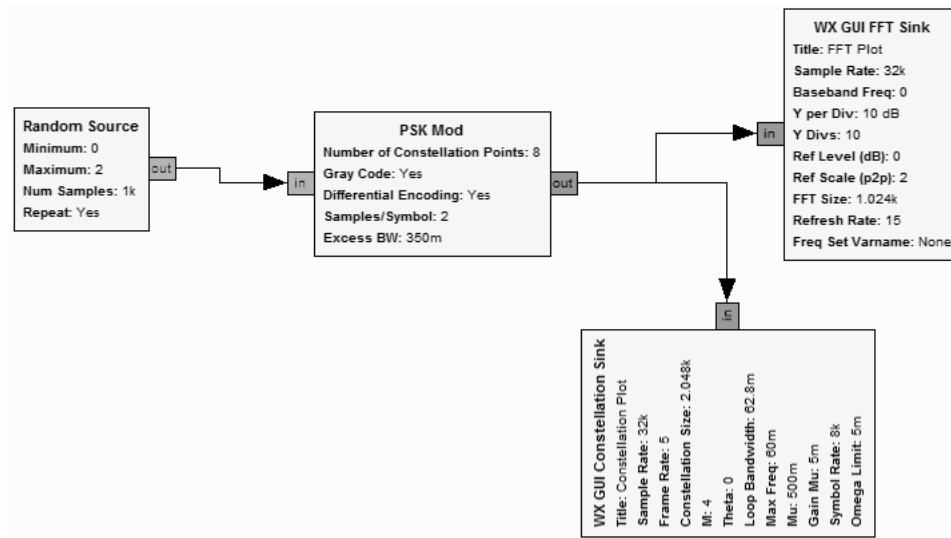 Random Source
Minimum: 0
Maximum: 2
Num Samples: 1k
Repeat: Yes
out
in
PSK Mod
Number of Constellation Points: 8
Gray Code: Yes
Differential Encoding: Yes
Samples/Symbol: 2
Excess BW: 350m
out
in
WX GUI FFT Sink
Title: FFT Plot
Sample Rate: 32k
Baseband Freq: 0
Y per Div: 10 dB
Y Divs: 10
Ref Level (dB): 0
Ref Scale (p2p): 2
FFT Size: 1.024k
Refresh Rate: 15
Freq Set Varname: None
in
WX GUI Constellation Sink
Title: Constellation Plot
Sample Rate: 32k
Frame Rate: 5
Constellation Size: 2.048k
M: 4
Theta: 0
Loop Bandwidth: 62.8m
Max Freq: 60m
Mu: 500m
Gain Mu: 5m
Symbol Rate: 8k
Omega Limit: 5m